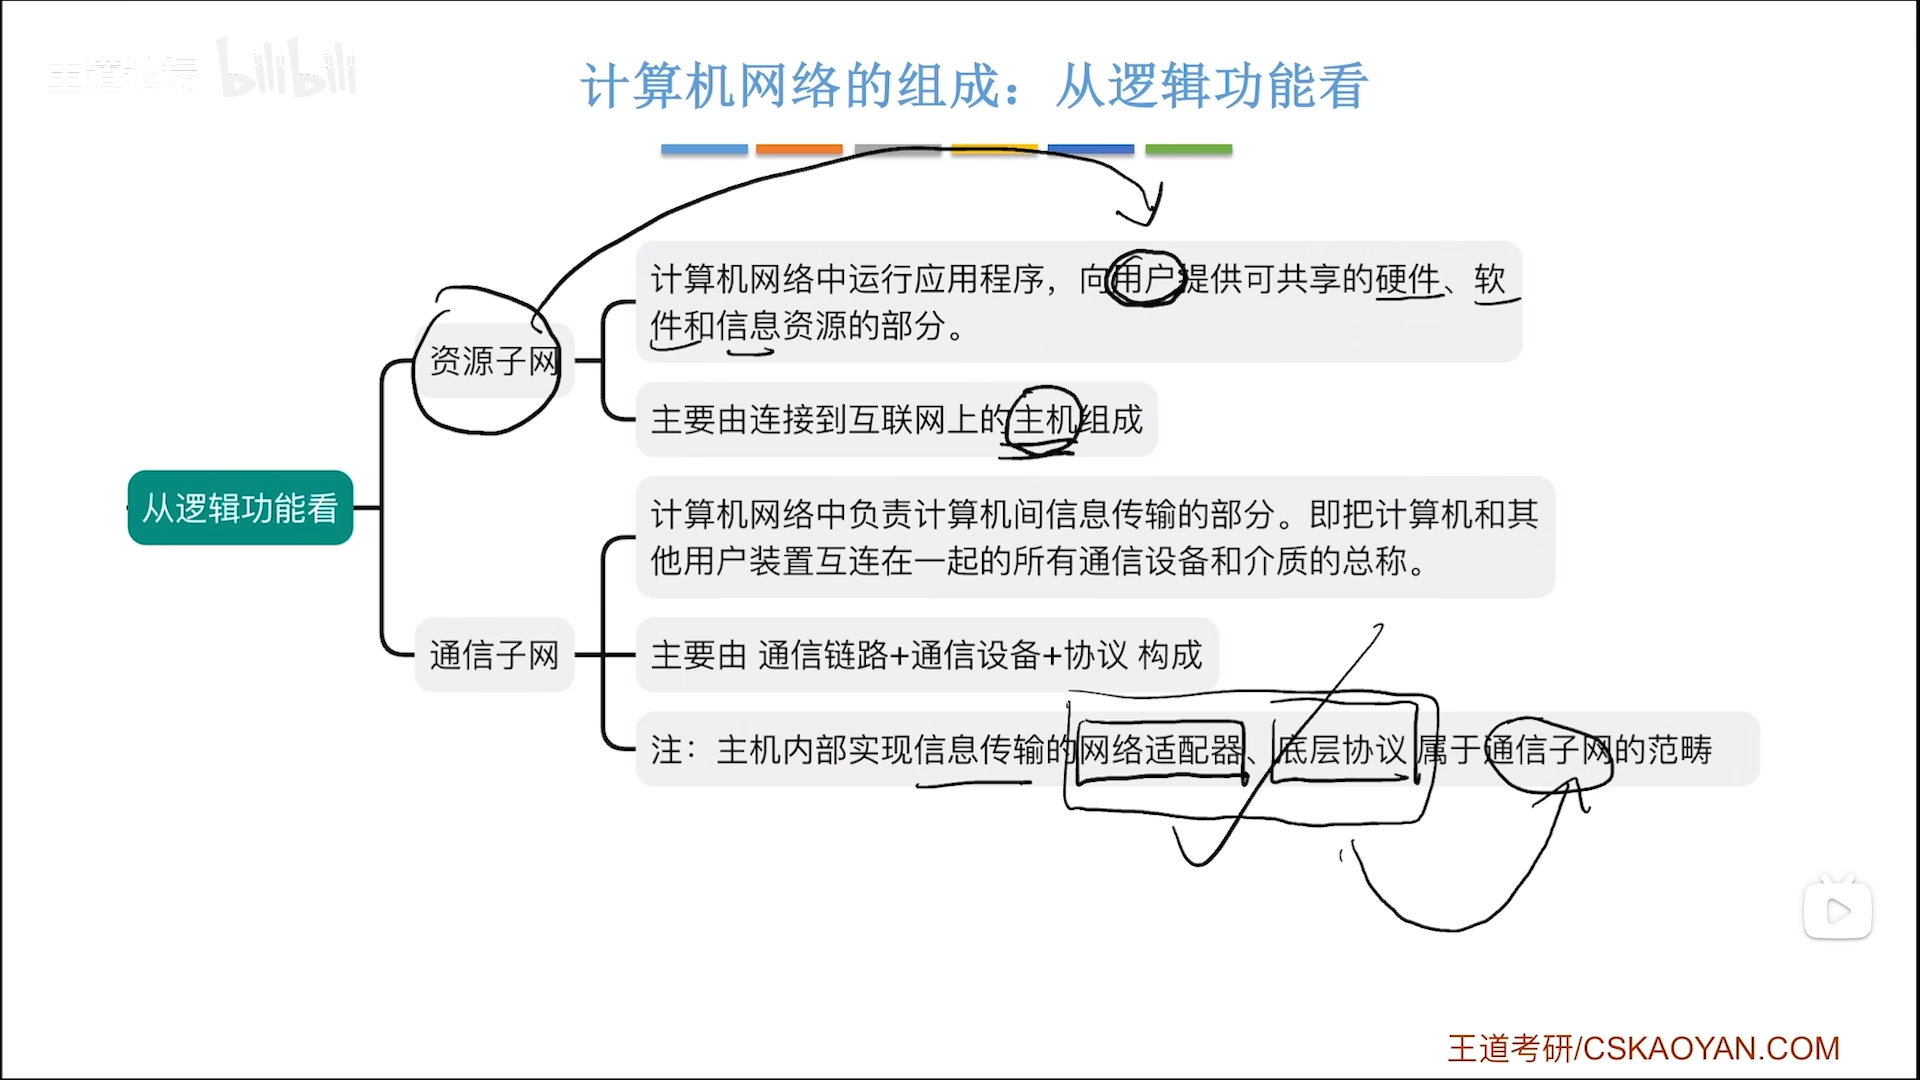 王道论坛 bilibili
计算机网络的组成：从逻辑功能看
计算机网络中运行应用程序，向用户提供可共享的硬件、软
件和信息资源的部分。
资源子网
主要由连接到互联网上的主机组成
从逻辑功能看
计算机网络中负责计算机间信息传输的部分。即把计算机和其
他用户装置互连在一起的所有通信设备和介质的总称。
通信子网
主要由 通信链路+通信设备+协议 构成
注：主机内部实现信息传输的网络适配器、底层协议 属于通信子网的范畴
王道考研/CSKAOYAN.COM